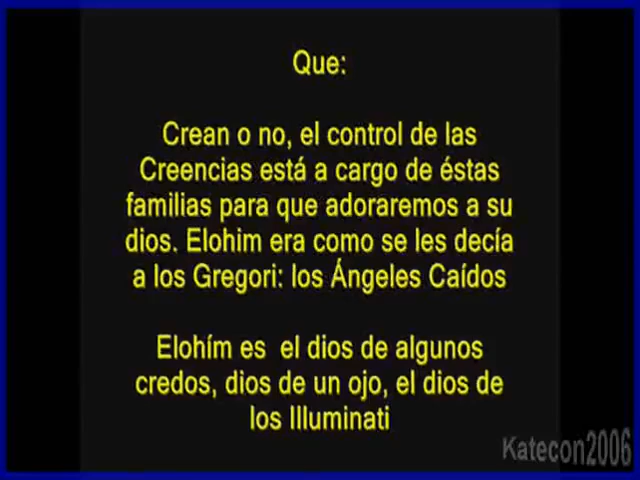 Que:
Crean o no, el control de las
Creencias está a cargo de éstas
familias para que adoraremos a su
dios. Elohim era como se les decía
a los Gregori: los Ángeles Caídos
Elohím es  el dios de algunos
credos, dios de un ojo, el dios de
los Illuminati
Katecon2006